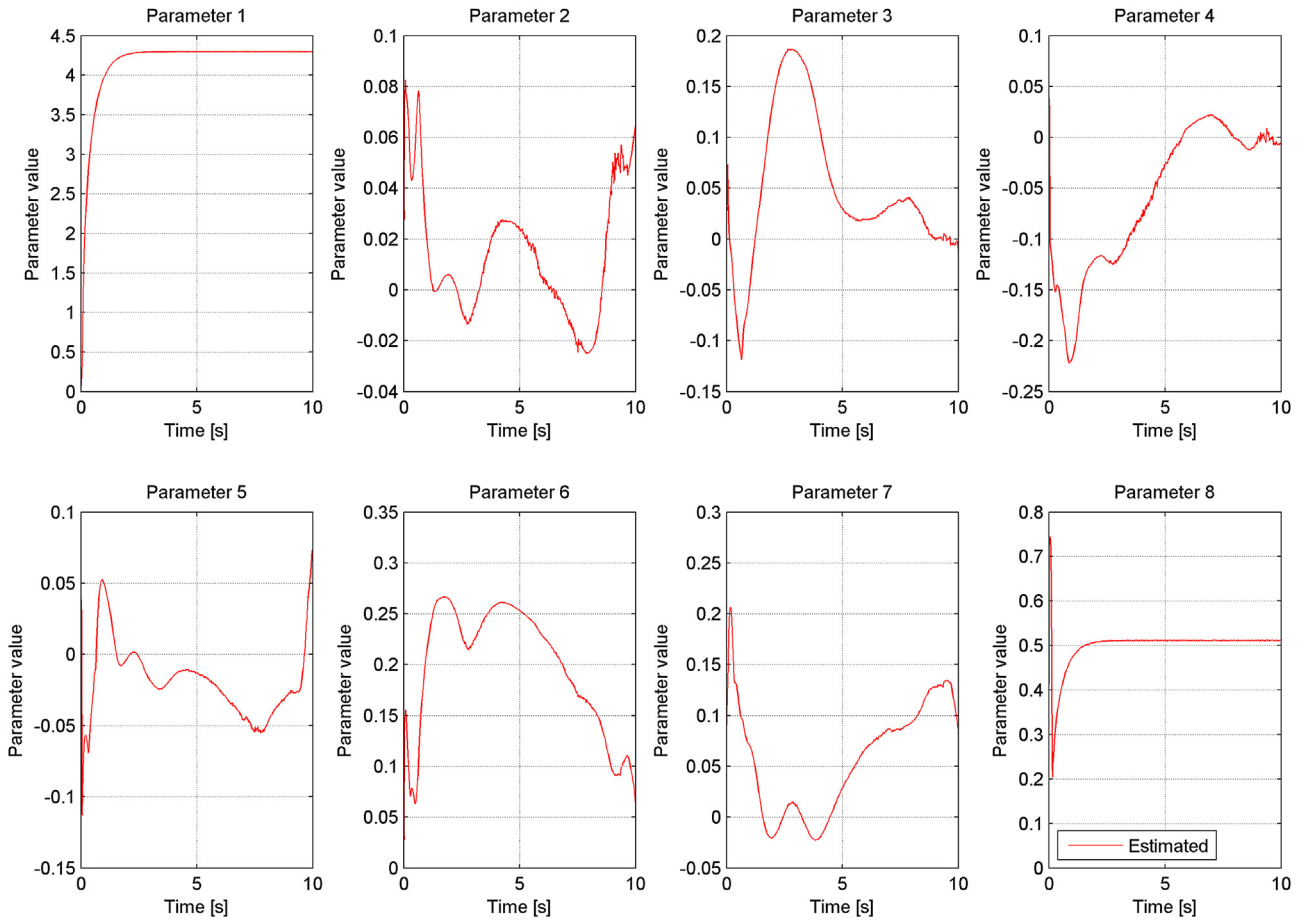 Parameter 1
Parameter value
4.5
4
3.5
3
2.5
2
1.5
1
0.5
0
0 5 10
Time [s]
Parameter 2
Parameter value
0.1
0.08
0.06
0.04
0.02
0
-0.02
-0.04
0 5 10
Time [s]
Parameter 3
Parameter value
0.2
0.15
0.1
0.05
0
-0.05
-0.1
-0.15
0 5 10
Time [s]
Parameter 4
Parameter value
0.1
0.05
0
-0.05
-0.1
-0.15
-0.2
-0.25
0 5 10
Time [s]
Parameter 5
Parameter value
0.1
0.05
0
-0.05
-0.1
-0.15
0 5 10
Time [s]
Parameter 6
Parameter value
0.35
0.3
0.25
0.2
0.15
0.1
0.05
0
0 5 10
Time [s]
Parameter 7
Parameter value
0.3
0.25
0.2
0.15
0.1
0.05
0
-0.05
0 5 10
Time [s]
Parameter 8
Parameter value
0.8
0.7
0.6
0.5
0.4
0.3
0.2
0.1
0
Estimated
0 5 10
Time [s]